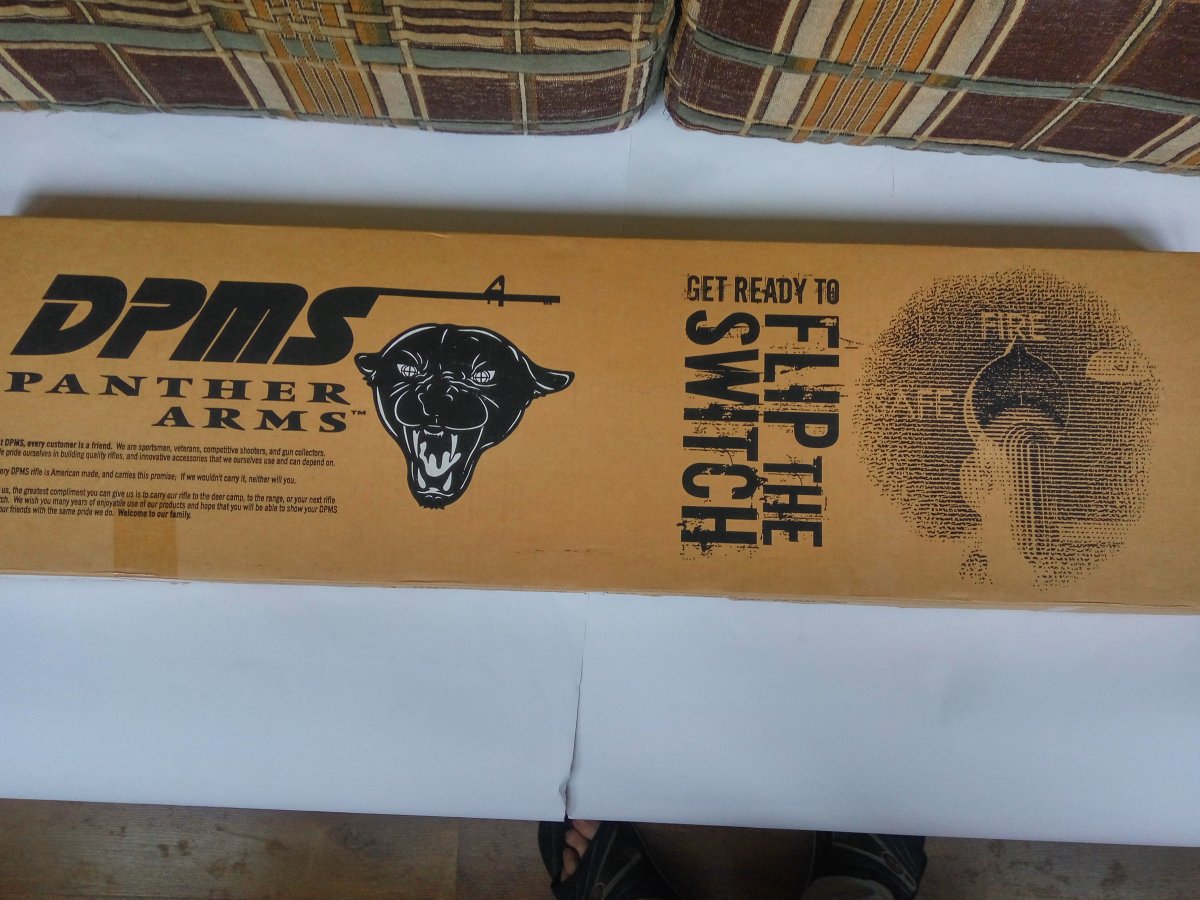 DPMS
PANTHER
ARMS™
t DPMS, every customer is a friend. We are sportsmen, veterans, competitive shooters, and gun collectors.
e pride ourselves in building quality rifles, and innovative accessories that we ourselves use and can depend on.
ery DPMS rifle is American made, and carries this promise; If we wouldn't carry it, neither will you.
us, the greatest compliment you can give us is to carry our rifle to the deer camp, to the range, or your next rifle
rch. We wish you many years of enjoyable use of our products and hope that you will be able to show your DPMS
our friends with the same pride we do. Welcome to our family.
GET READY TO
FLIP THE
SWITCH
FIRE
SAFE